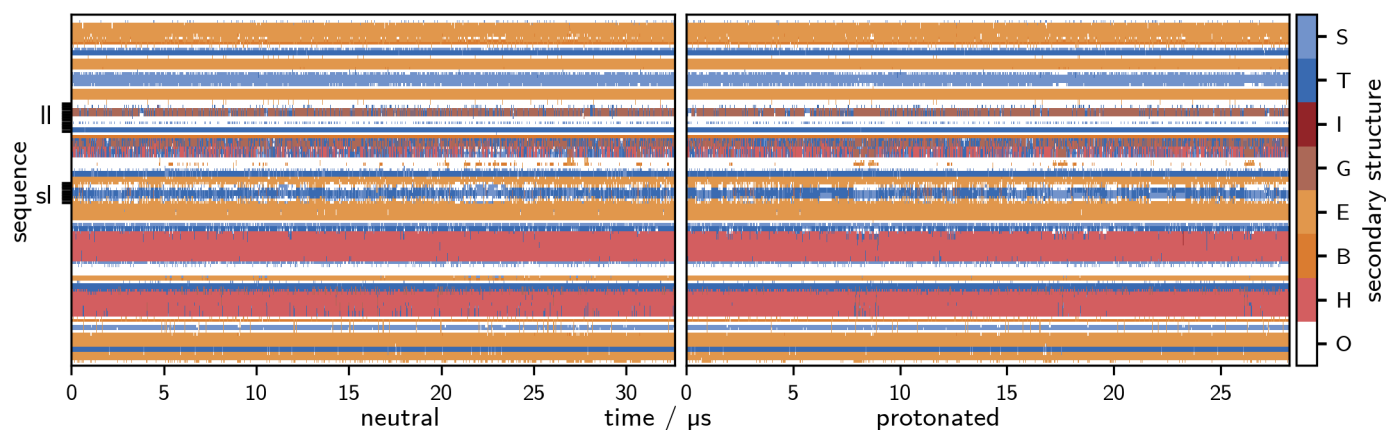 S
T
ll
I
G
sequence
secondary structure
sl
E
B
H
O
0 5 10 15 20 25 30
5 10 15 20 25
neutral time / μs protonated